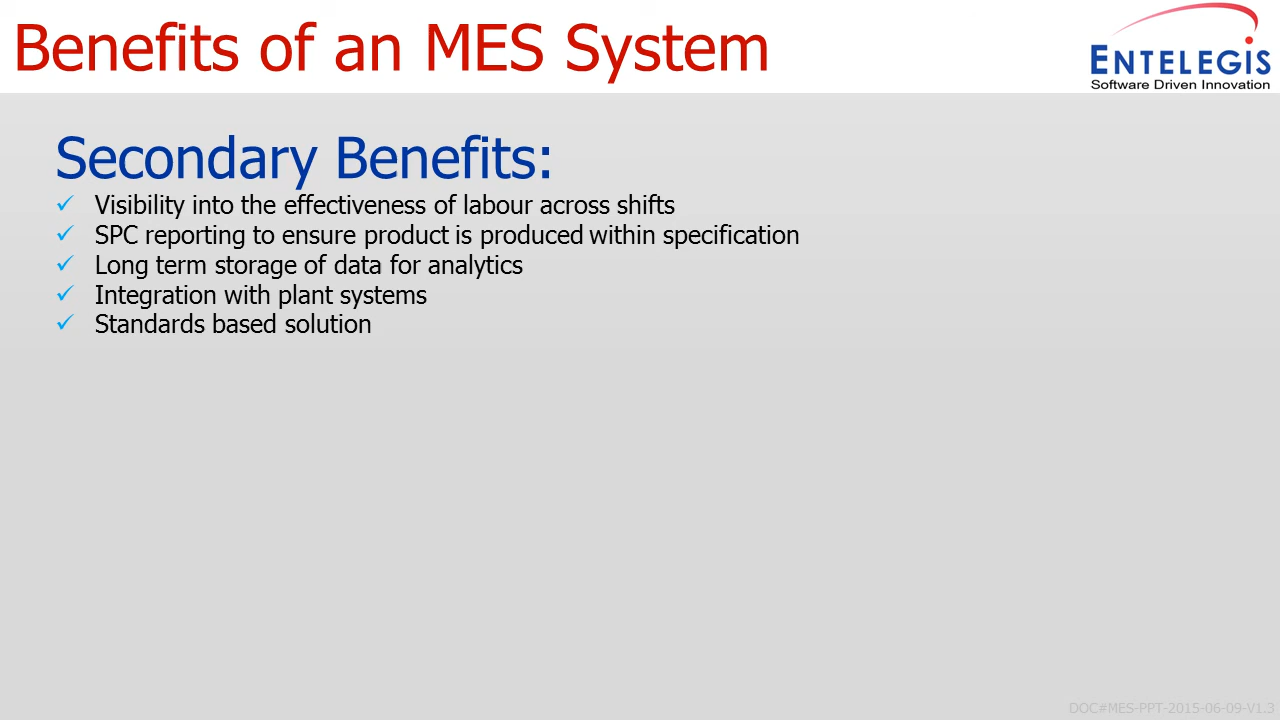 Benefits of an MES System
ENTELEGIS
Software Driven Innovation
Secondary Benefits:
✓ Visibility into the effectiveness of labour across shifts
✓ SPC reporting to ensure product is produced within specification
✓ Long term storage of data for analytics
✓ Integration with plant systems
✓ Standards based solution
DOC#MES-PPT-2015-06-09-V1.3